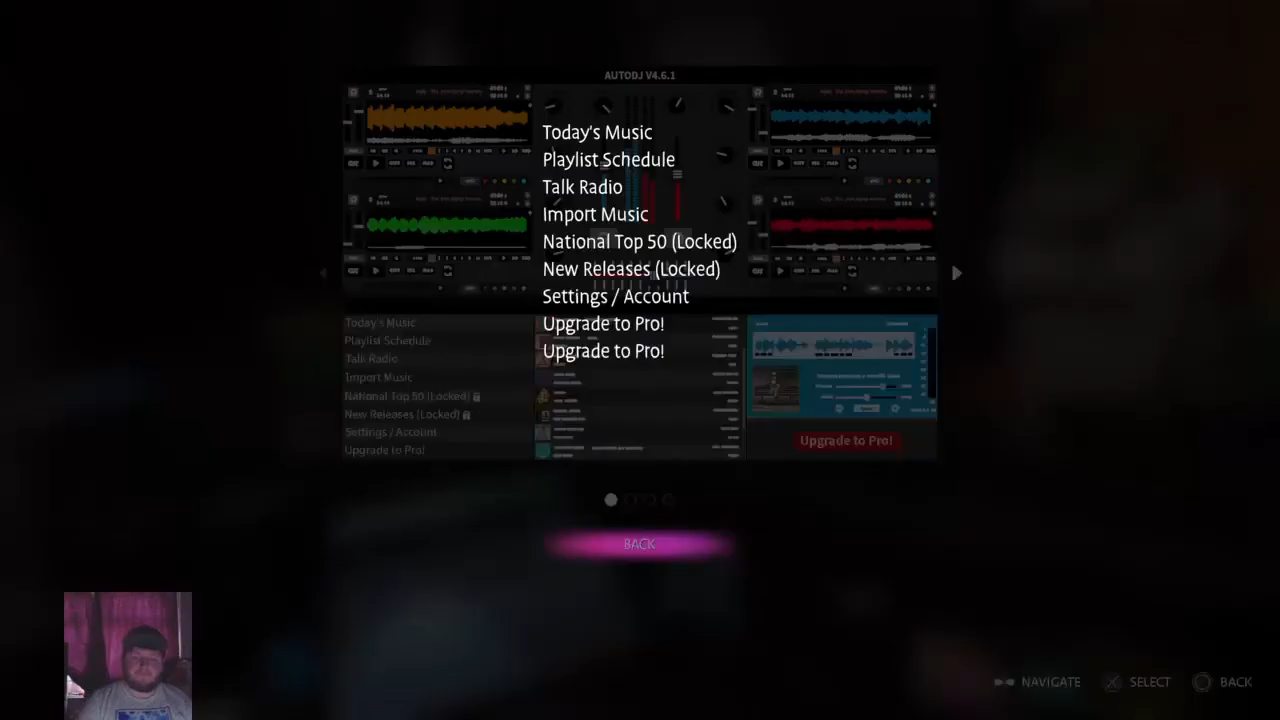 AUTODJ V4.6.1
Today's Music
Playlist Schedule
Talk Radio
Import Music
National Top 50 (Locked)
New Releases (Locked)
Settings / Account
Upgrade to Pro!
Upgrade to Pro!
Today's Music
Playlist Schedule
Talk Radio
Import Music
National Top 50 (Locked)
New Releases (Locked)
Settings / Account
Upgrade to Pro!
Upgrade to Pro!
BACK
NAVIGATE SELECT BACK